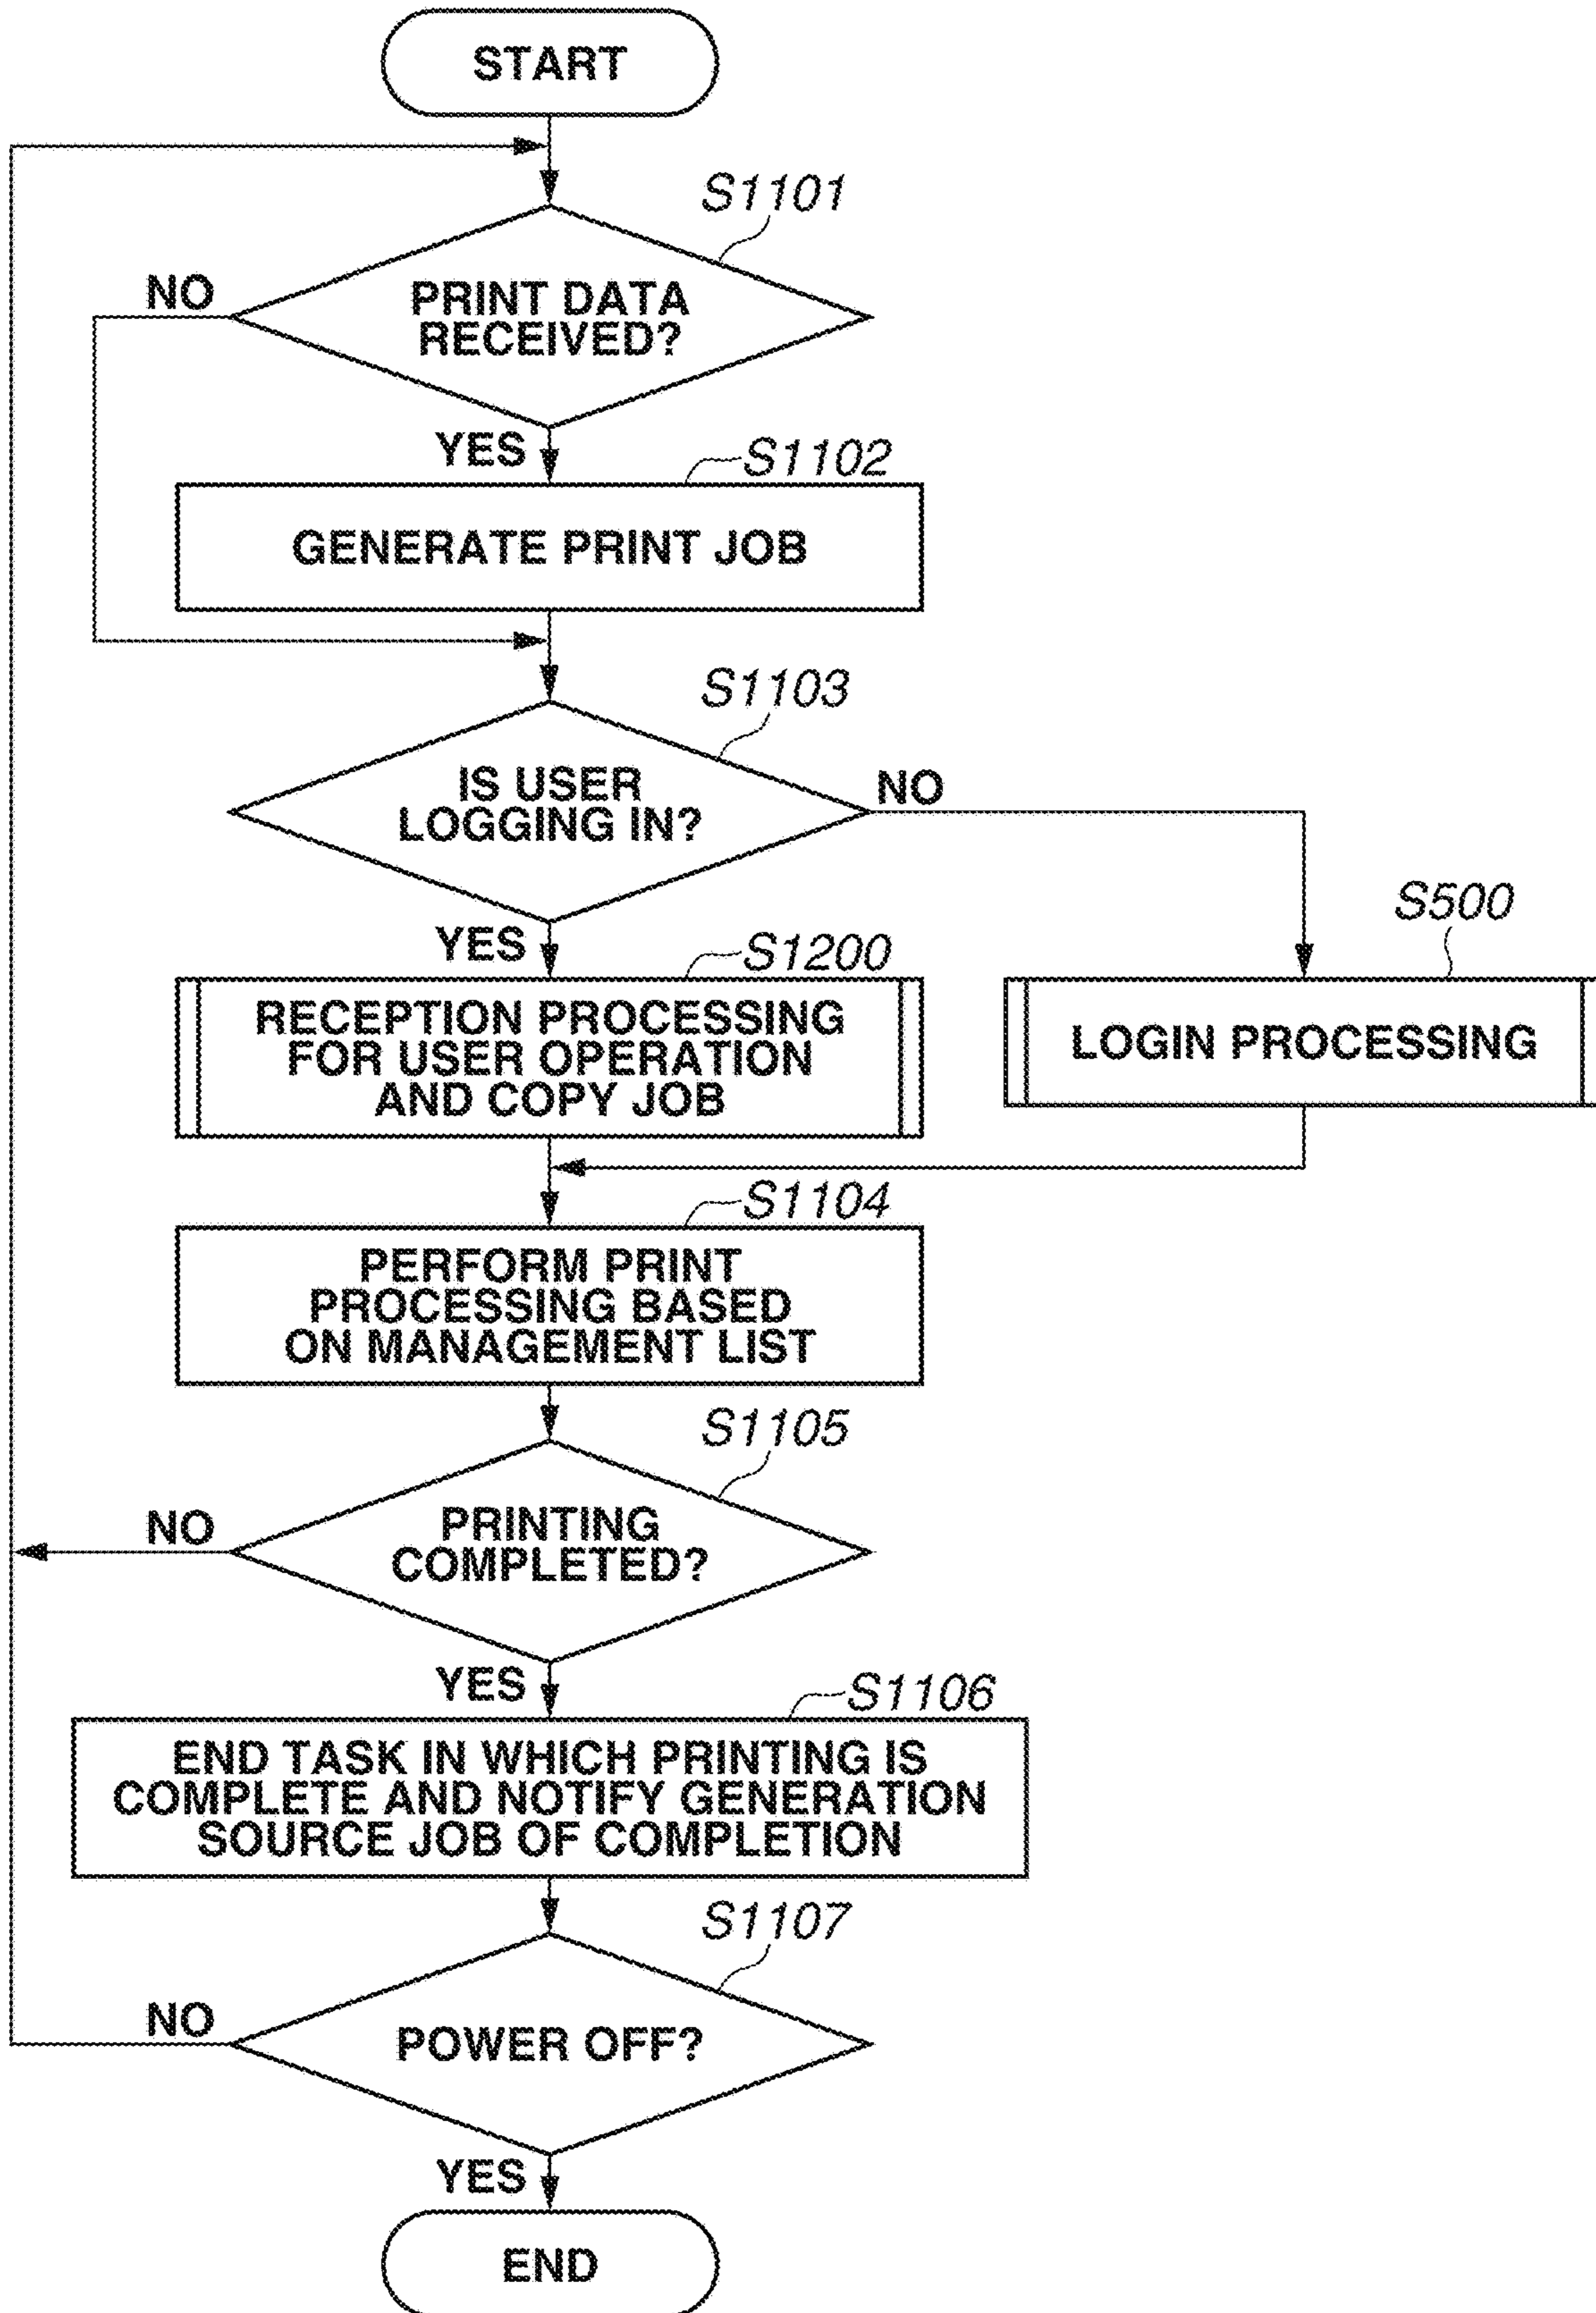 START
S1101
NO
PRINT DATA
RECEIVED?
YES
S1102
GENERATE PRINT JOB
S1103
IS USER
LOGGING IN?
NO
YES
S1200
S500
RECEPTION PROCESSING
FOR USER OPERATION
AND COPY JOB
LOGIN PROCESSING
S1104
PERFORM PRINT
PROCESSING BASED
ON MANAGEMENT LIST
S1105
NO
PRINTING
COMPLETED?
YES
S1106
END TASK IN WHICH PRINTING IS
COMPLETE AND NOTIFY GENERATION
SOURCE JOB OF COMPLETION
S1107
NO
POWER OFF?
YES
END